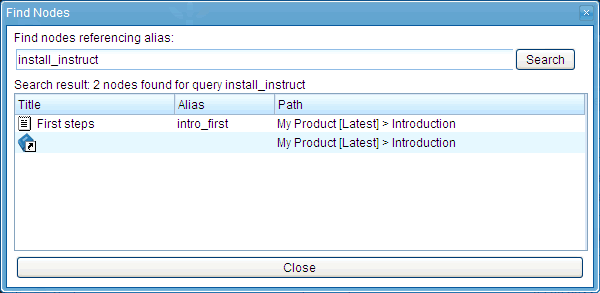 Find Nodes
Find nodes referencing alias:
install_instruct Search
Search result: 2 nodes found for query install_instruct
Title Alias Path
First steps intro_first My Product [Latest] > Introduction
My Product [Latest] > Introduction
Close